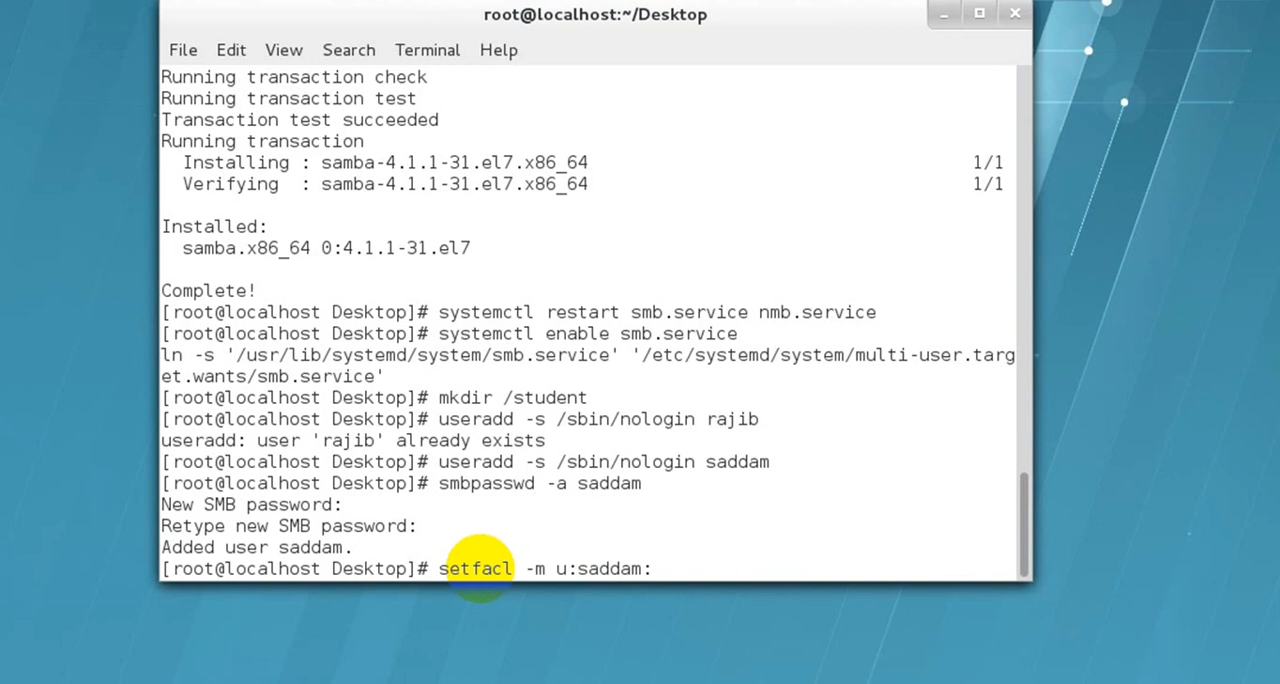 root@localhost:~/Desktop
File Edit View Search Terminal Help
Running transaction check
Running transaction test
Transaction test succeeded
Running transaction
Installing : samba-4.1.1-31.el7.x86_64 1/1
Verifying : samba-4.1.1-31.el7.x86_64 1/1
Installed:
samba.x86_64 0:4.1.1-31.el7
Complete!
[root@localhost Desktop]# systemctl restart smb.service nmb.service
[root@localhost Desktop]# systemctl enable smb.service
ln -s '/usr/lib/systemd/system/smb.service' '/etc/systemd/system/multi-user.targ
et.wants/smb.service'
[root@localhost Desktop]# mkdir /student
[root@localhost Desktop]# useradd -s /sbin/nologin rajib
useradd: user 'rajib' already exists
[root@localhost Desktop]# useradd -s /sbin/nologin saddam
[root@localhost Desktop]# smbpasswd -a saddam
New SMB password:
Retype new SMB password:
Added user saddam.
[root@localhost Desktop]# setfacl -m u:saddam: